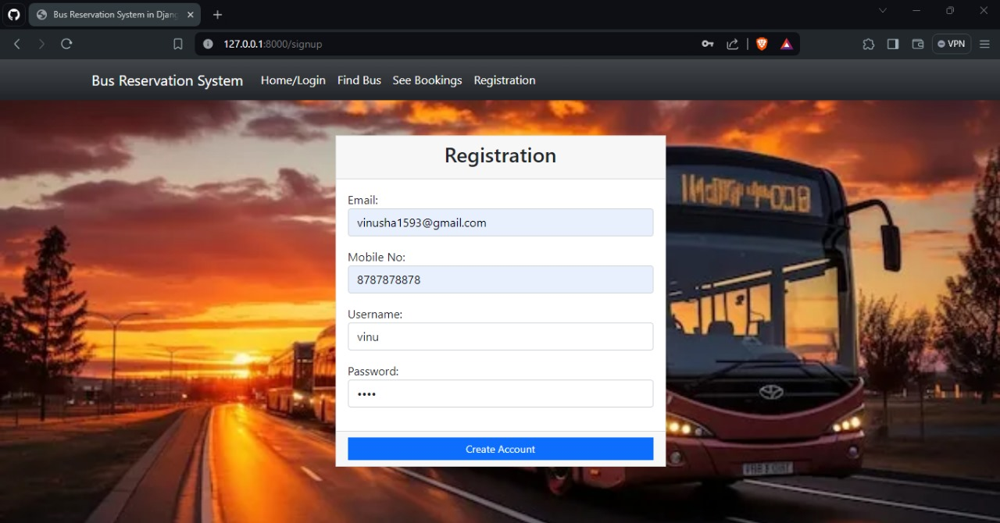 Bus Reservation System in Djang
127.0.0.1:8000/signup
VPN
Bus Reservation System Home/Login Find Bus See Bookings Registration
Registration
Email:
vinusha1593@gmail.com
Mobile No:
8787878878
Username:
vinu
Password:
••••
Create Account